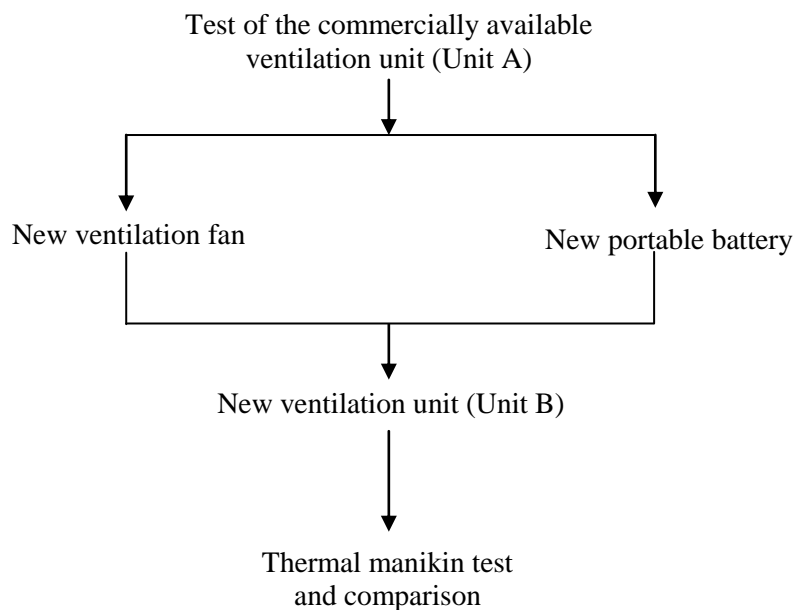 Test of the commercially available
ventilation unit (Unit A)
New ventilation fan
New portable battery
New ventilation unit (Unit B)
Thermal manikin test
and comparison